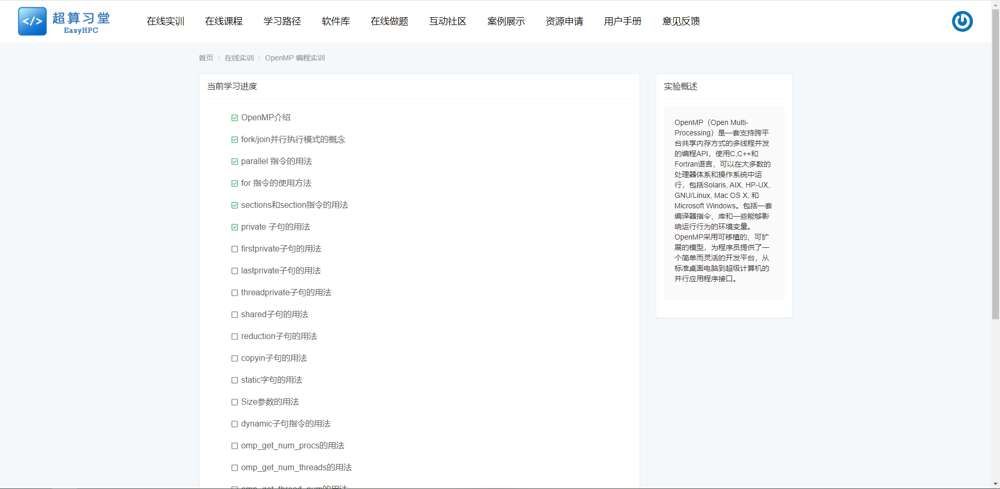 </> 超算习堂
EasyHPC
在线实训 在线课程 学习路径 软件库 在线做题 互动社区 案例展示 资源申请 用户手册 意见反馈
首页 / 在线实训 / OpenMP 编程实训
当前学习进度
OpenMP介绍
fork/join并行执行模式的概念
parallel 指令的用法
for 指令的使用方法
sections和section指令的用法
private 子句的用法
firstprivate子句的用法
lastprivate子句的用法
threadprivate子句的用法
shared子句的用法
reduction子句的用法
copyin子句的用法
static字句的用法
Size参数的用法
dynamic子句指令的用法
omp_get_num_procs的用法
omp_get_num_threads的用法
omp_get_thread_num的用法
实验概述
OpenMP（Open Multi-
Processing）是一套支持跨平
台共享内存方式的多线程并发
的编程API，使用C,C++和
Fortran语言，可以在大多数的
处理器体系和操作系统中运
行，包括Solaris, AIX, HP-UX,
GNU/Linux, Mac OS X, 和
Microsoft Windows。包括一套
编译器指令、库和一些能够影
响运行行为的环境变量。
OpenMP采用可移植的、可扩
展的模型，为程序员提供了一
个简单而灵活的开发平台，从
标准桌面电脑到超级计算机的
并行应用程序接口。